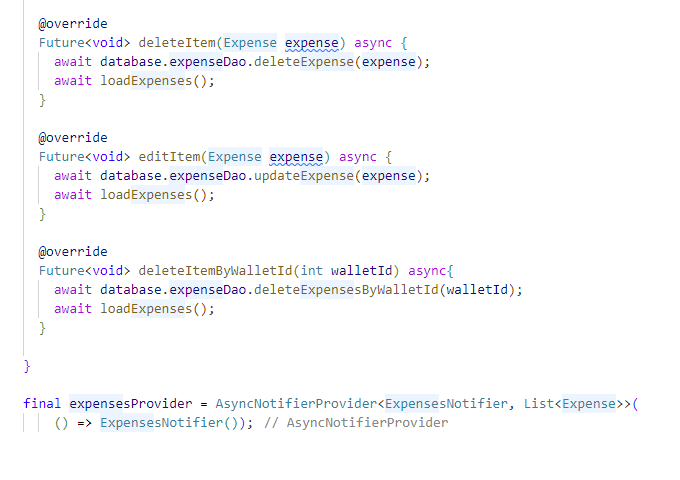 @override
Future<void> deleteItem(Expense expense) async {
await database.expenseDao.deleteExpense(expense);
await loadExpenses();
}
@override
Future<void> editItem(Expense expense) async {
await database.expenseDao.updateExpense(expense);
await loadExpenses();
}
@override
Future<void> deleteItemByWalletId(int walletId) async{
await database.expenseDao.deleteExpensesByWalletId(walletId);
await loadExpenses();
}
}
final expensesProvider = AsyncNotifierProvider<ExpensesNotifier, List<Expense>>(
() => ExpensesNotifier()); // AsyncNotifierProvider